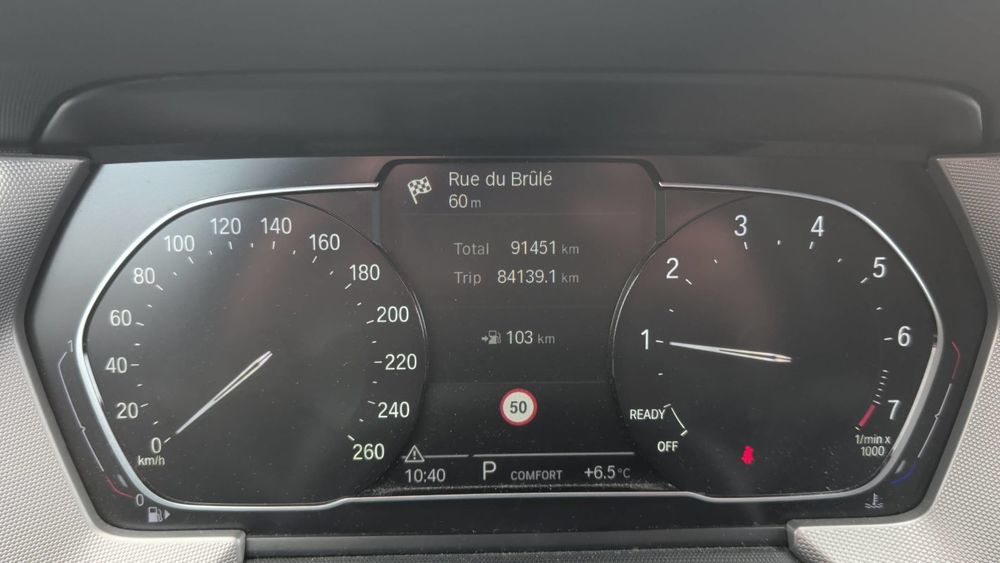 Rue du Brûlé
60 m
Total 91451 km
Trip 84139.1 km
103 km
50
10:40 P COMFORT +6.5 °C
0 20 40 60 80 100 120 140 160 180 200 220 240 260
km/h
1
0
1 2 3 4 5 6 7
1/min x
1000
READY
OFF